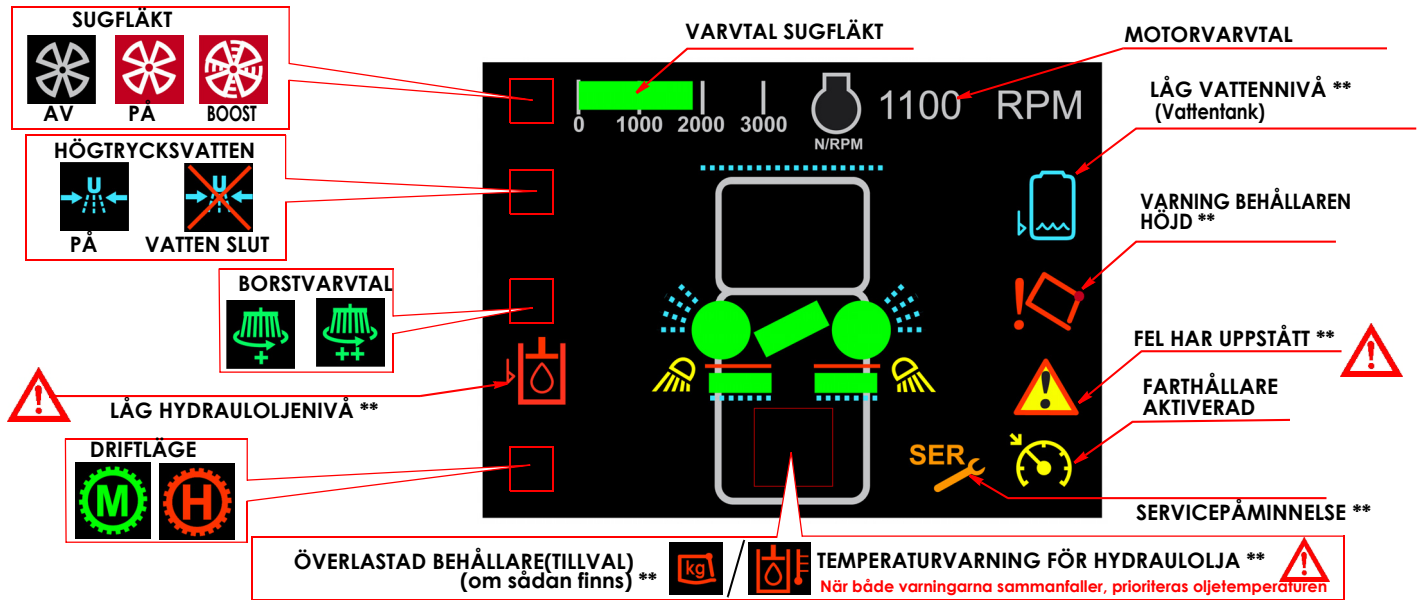 SUGFLÄKT
AV PÅ BOOST
VARVTAL SUGFLÄKT
MOTORVARVTAL
0 1000 2000 3000
N/RPM
1100 RPM
LÅG VATTENNIVÅ **
(Vattentank)
HÖGTRYCKSVATTEN
U U
PÅ VATTEN SLUT
VARNING BEHÅLLAREN
HÖJD **
BORSTVARVTAL
+ ++
FEL HAR UPPSTÅTT **
LÅG HYDRAULOLJENIVÅ **
FARTHÅLLARE
AKTIVERAD
DRIFTLÄGE
M H
SER
SERVICEPÅMINNELSE **
ÖVERLASTAD BEHÅLLARE(TILLVAL)
(om sådan finns) **
kg
/
TEMPERATURVARNING FÖR HYDRAULOLJA **
När både varningarna sammanfaller, prioriteras oljetemperaturen